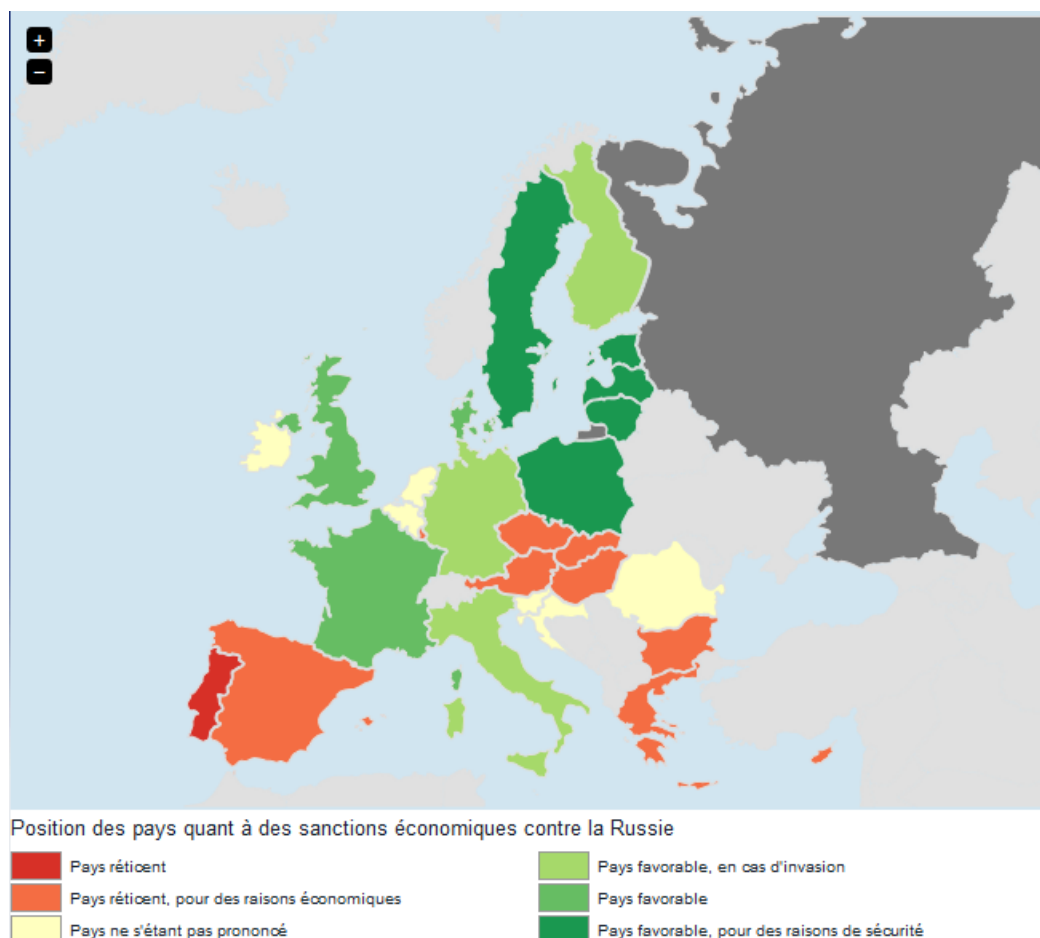 +
−
Position des pays quant à des sanctions économiques contre la Russie
Pays réticent
Pays réticent, pour des raisons économiques
Pays ne s'étant pas prononcé
Pays favorable, en cas d'invasion
Pays favorable
Pays favorable, pour des raisons de sécurité